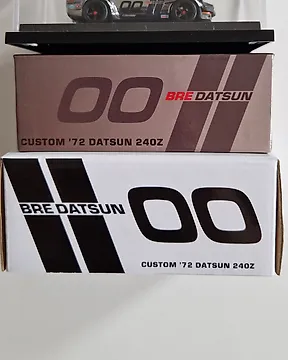 00 BRE DATSUN
CUSTOM '72 DATSUN 240Z
BRE DATSUN 00
CUSTOM '72 DATSUN 240Z